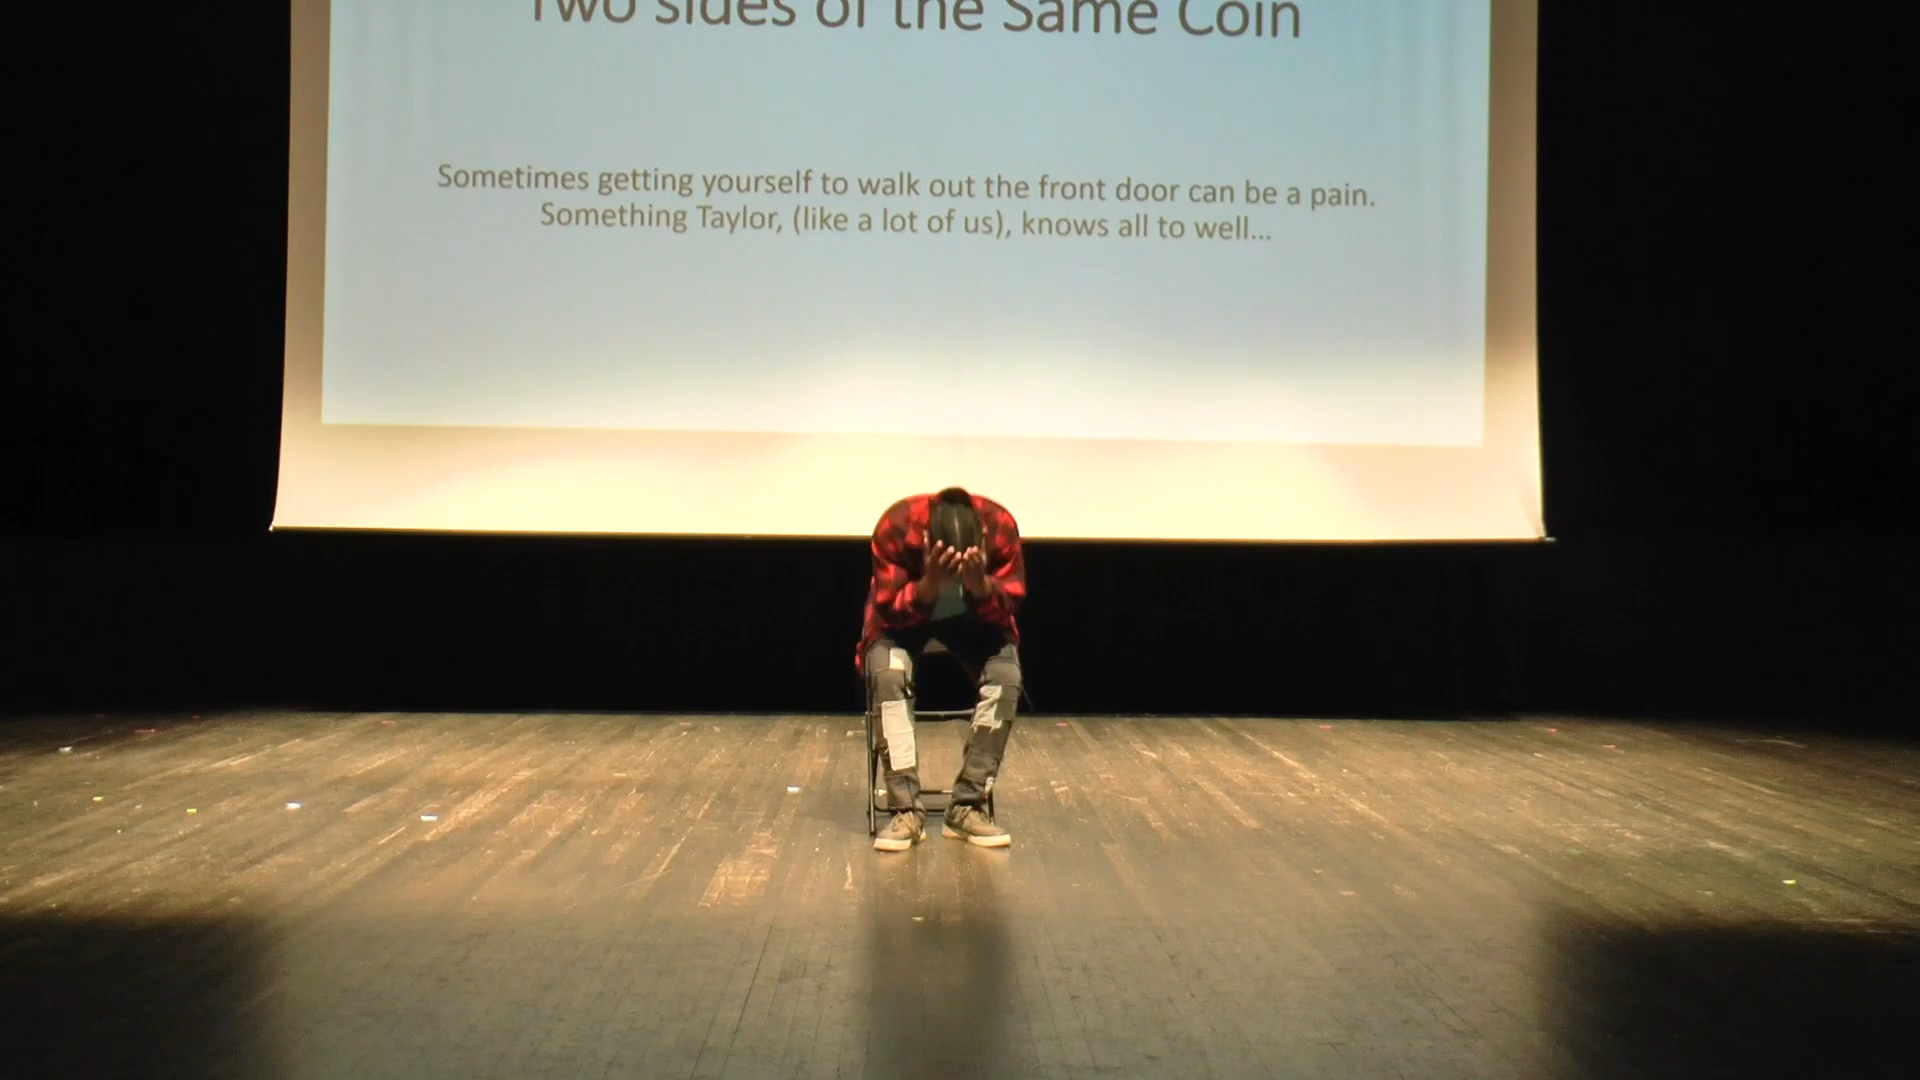 Two sides of the Same Coin
Sometimes getting yourself to walk out the front door can be a pain.
Something Taylor, (like a lot of us), knows all to well...